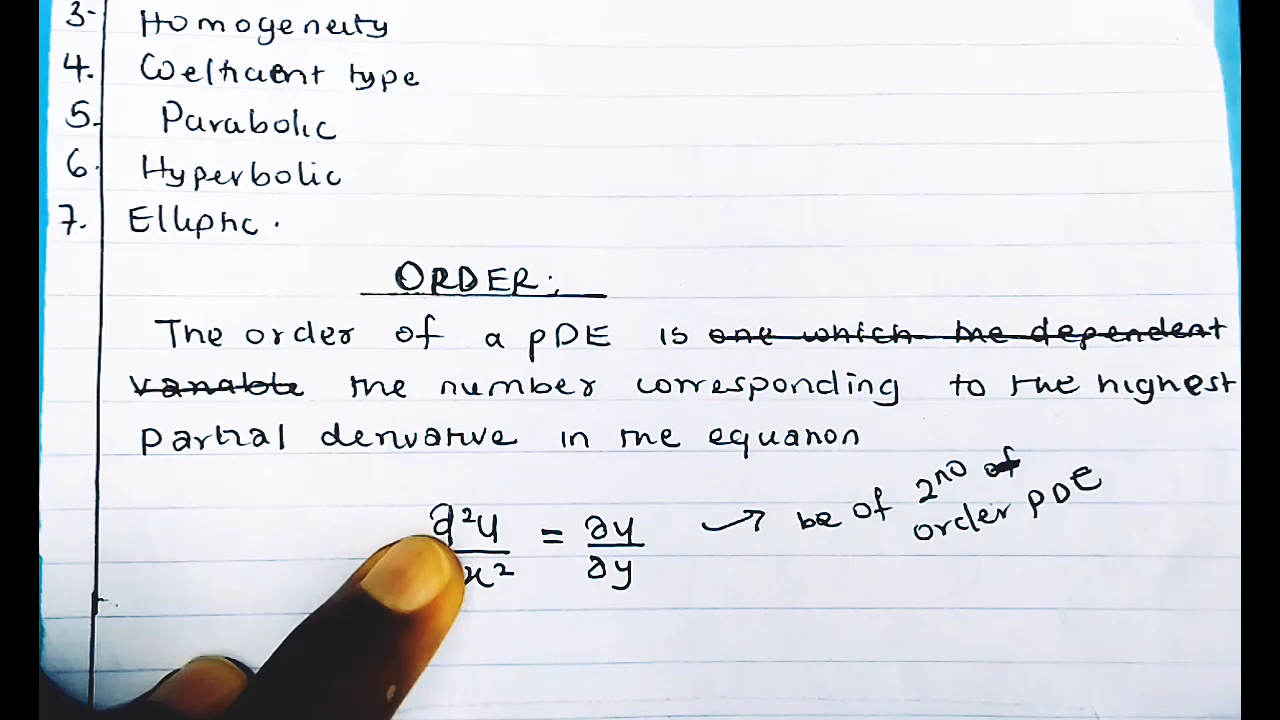 3- Homogeneity
4. Coefficient type
5. Parabolic
6. Hyperbolic
7. Elliptic.
ORDER:
The order of a PDE is one which the dependent
variable the number corresponding to the highest
partial derivative in the equation
∂²u = ∂y → be of 2nd of
x² ∂y order PDE